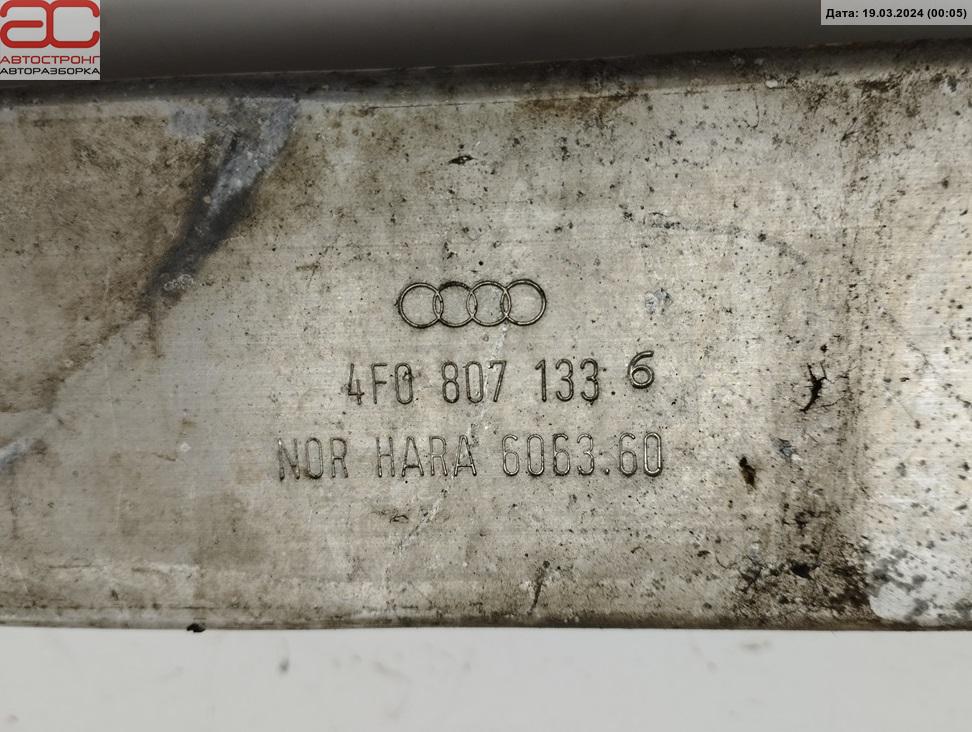 Дата: 19.03.2024 (00:05)
АС
АВТОСТРОНГ
АВТОРАЗБОРКА
4F0 807 133 6
NOR HARA 6063.60